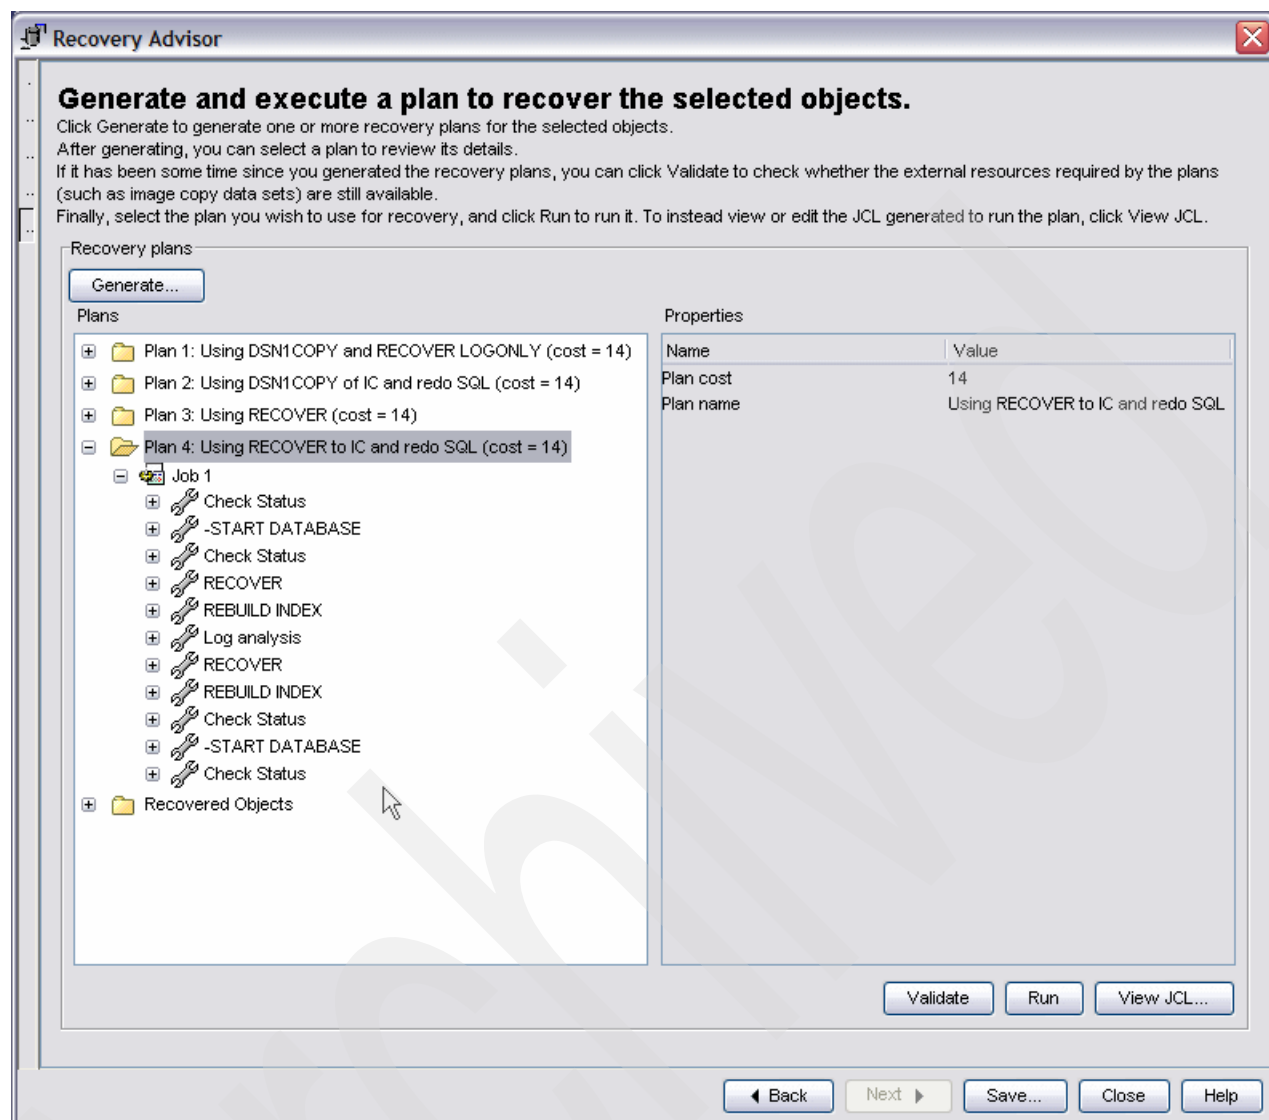 Recovery Advisor
Generate and execute a plan to recover the selected objects.
Click Generate to generate one or more recovery plans for the selected objects.
After generating, you can select a plan to review its details.
If it has been some time since you generated the recovery plans, you can click Validate to check whether the external resources required by the plans
(such as image copy data sets) are still available.
Finally, select the plan you wish to use for recovery, and click Run to run it. To instead view or edit the JCL generated to run the plan, click View JCL.
Recovery plans
Generate...
Plans
Plan 1: Using DSN1COPY and RECOVER LOGONLY (cost = 14)
Plan 2: Using DSN1COPY of IC and redo SQL (cost = 14)
Plan 3: Using RECOVER (cost = 14)
Plan 4: Using RECOVER to IC and redo SQL (cost = 14)
Job 1
Check Status
-START DATABASE
Check Status
RECOVER
REBUILD INDEX
Log analysis
RECOVER
REBUILD INDEX
Check Status
-START DATABASE
Check Status
Recovered Objects
Properties
Name Value
Plan cost 14
Plan name Using RECOVER to IC and redo SQL
Validate Run View JCL...
Back Next Save... Close Help